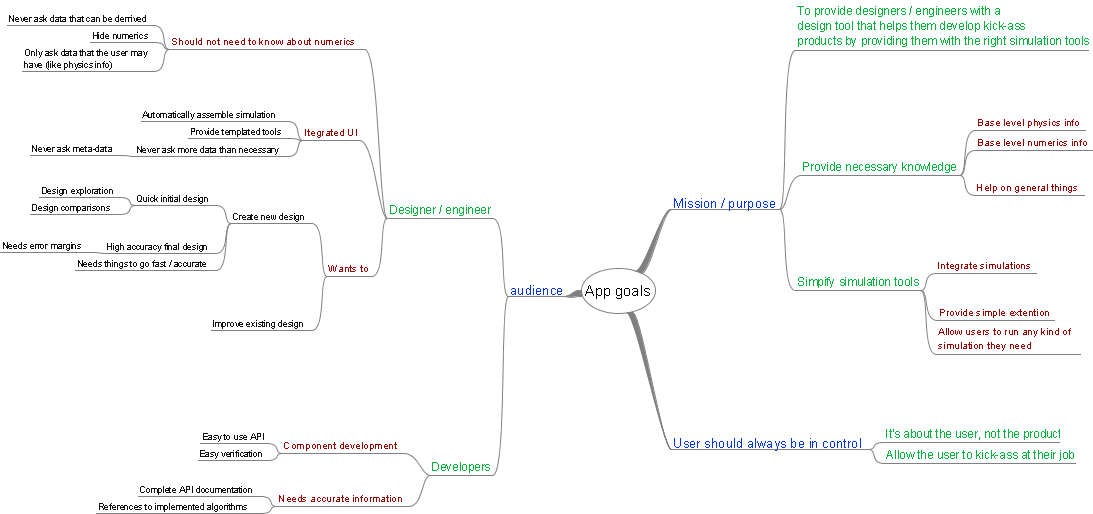 App goals
Mission / purpose
To provide designers / engineers with a
design tool that helps them develop kick-ass
products by providing them with the right simulation tools
Provide necessary knowledge
Base level physics info
Base level numerics info
Help on general things
Simpify simulation tools
Integrate simulations
Provide simple extention
Allow users to run any kind of
simulation they need
User should always be in control
It's about the user, not the product
Allow the user to kick-ass at their job
audience
Designer / engineer
Should not need to know about numerics
Never ask data that can be derrived
Hide numerics
Only ask data that the user may
have (like physics info)
Itegrated UI
Automatically assemble simulation
Provide templated tools
Never ask more data than necessary
Never ask meta-data
Wants to
Create new design
Quick initial design
Design exploration
Design comparisons
High accuracy final design
Needs error margins
Needs things to go fast / accurate
Improve existing design
Developers
Component development
Easy to use API
Easy verification
Needs accurate information
Complete API documentation
References to implemented algorithms